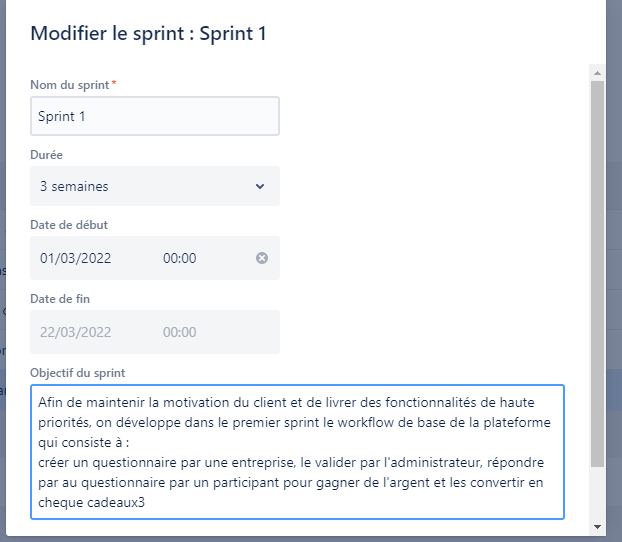 Modifier le sprint : Sprint 1
Nom du sprint*
Sprint 1
Durée
3 semaines
Date de début
01/03/2022 00:00
Date de fin
22/03/2022 00:00
Objectif du sprint
Afin de maintenir la motivation du client et de livrer des fonctionnalités de haute
priorités, on développe dans le premier sprint le workflow de base de la plateforme
qui consiste à :
créer un questionnaire par une entreprise, le valider par l'administrateur, répondre
par au questionnaire par un participant pour gagner de l'argent et les convertir en
cheque cadeaux3